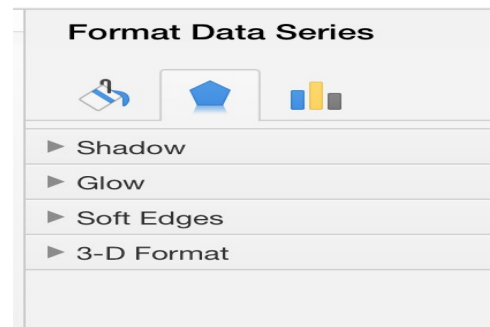 Format Data Series
Shadow
Glow
Soft Edges
3-D Format